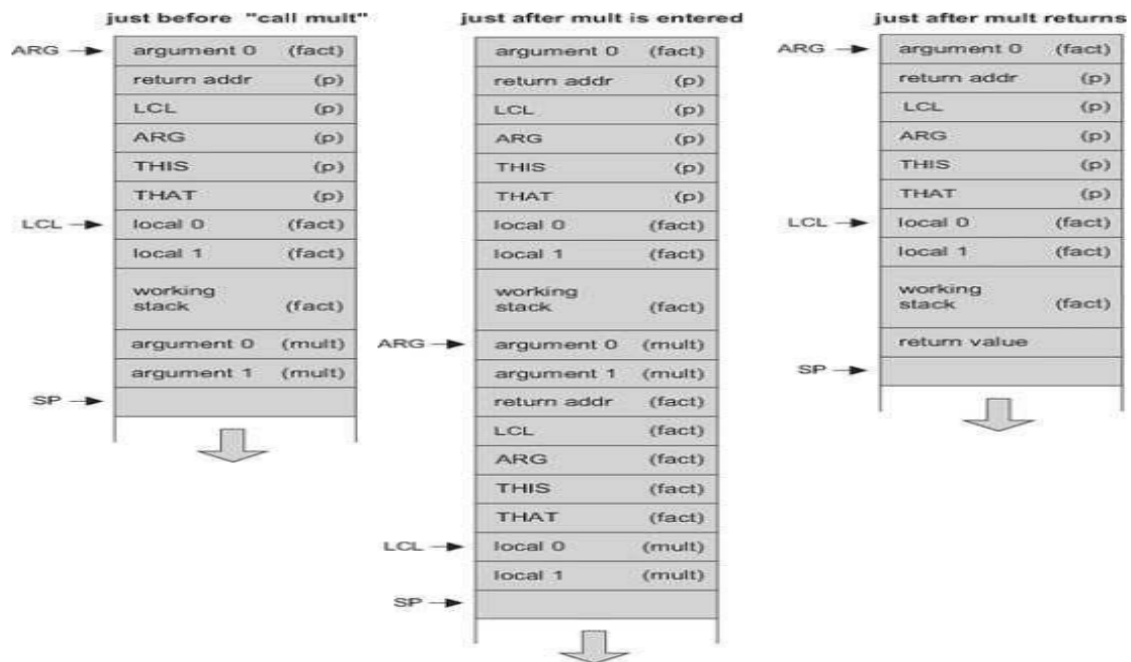 just before "call mult"
ARG
argument 0 (fact)
return addr (p)
LCL (p)
ARG (p)
THIS (p)
THAT (p)
LCL
local 0 (fact)
local 1 (fact)
working
stack (fact)
argument 0 (mult)
argument 1 (mult)
SP
just after mult is entered
argument 0 (fact)
return addr (p)
LCL (p)
ARG (p)
THIS (p)
THAT (p)
local 0 (fact)
local 1 (fact)
working
stack (fact)
ARG
argument 0 (mult)
argument 1 (mult)
return addr (fact)
LCL (fact)
ARG (fact)
THIS (fact)
THAT (fact)
LCL
local 0 (mult)
local 1 (mult)
SP
just after mult returns
ARG
argument 0 (fact)
return addr (p)
LCL (p)
ARG (p)
THIS (p)
THAT (p)
LCL
local 0 (fact)
local 1 (fact)
working
stack (fact)
return value
SP